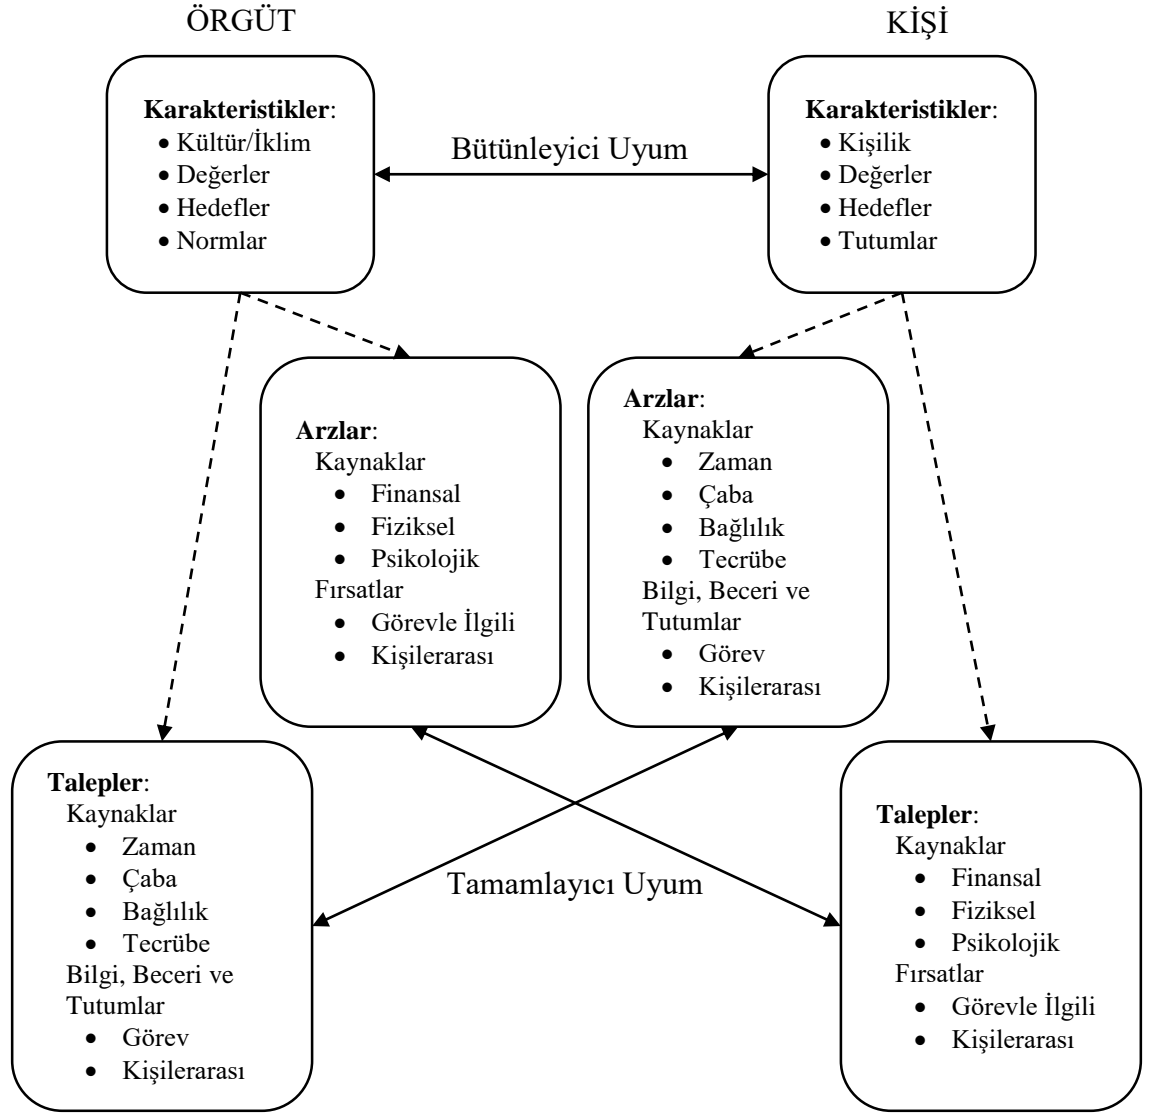 ÖRGÜT
KİŞİ
Karakteristikler:
• Kültür/İklim
• Değerler
• Hedefler
• Normlar
Bütünleyici Uyum
Karakteristikler:
• Kişilik
• Değerler
• Hedefler
• Tutumlar
Arzlar:
Kaynaklar
• Finansal
• Fiziksel
• Psikolojik
Fırsatlar
• Görevle İlgili
• Kişilerarası
Arzlar:
Kaynaklar
• Zaman
• Çaba
• Bağlılık
• Tecrübe
Bilgi, Beceri ve
Tutumlar
• Görev
• Kişilerarası
Talepler:
Kaynaklar
• Zaman
• Çaba
• Bağlılık
• Tecrübe
Bilgi, Beceri ve
Tutumlar
• Görev
• Kişilerarası
Tamamlayıcı Uyum
Talepler:
Kaynaklar
• Finansal
• Fiziksel
• Psikolojik
Fırsatlar
• Görevle İlgili
• Kişilerarası